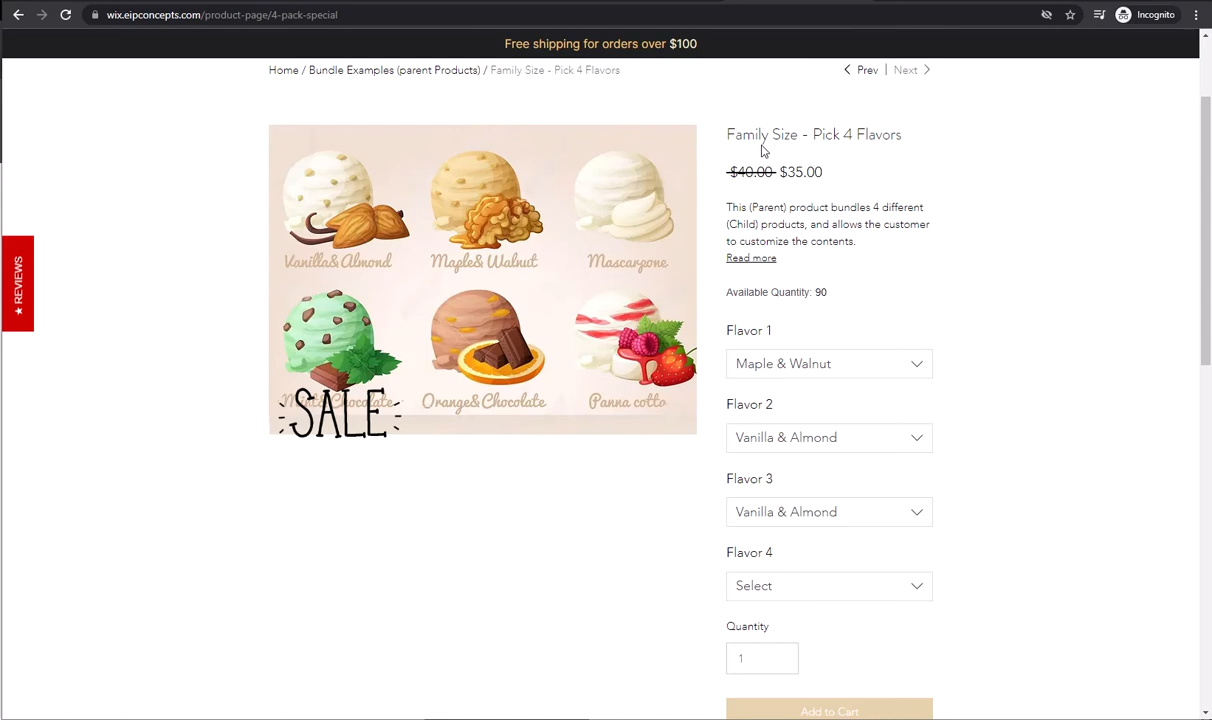 wix.eipconcepts.com/product-page/4-pack-special
Incognito
Free shipping for orders over $100
Home / Bundle Examples (parent Products) / Family Size - Pick 4 Flavors
Prev | Next
Family Size - Pick 4 Flavors
$40.00 $35.00
This (Parent) product bundles 4 different
(Child) products, and allows the customer
to customize the contents.
Read more
Available Quantity: 90
Flavor 1
Maple & Walnut
Flavor 2
Vanilla & Almond
Flavor 3
Vanilla & Almond
Flavor 4
Select
Quantity
1
Add to Cart
Vanilla&Almond
Maple&Walnut
Mascarpone
Mint&Chocolate
Orange&Chocolate
Panna cotto
SALE
★ REVIEWS